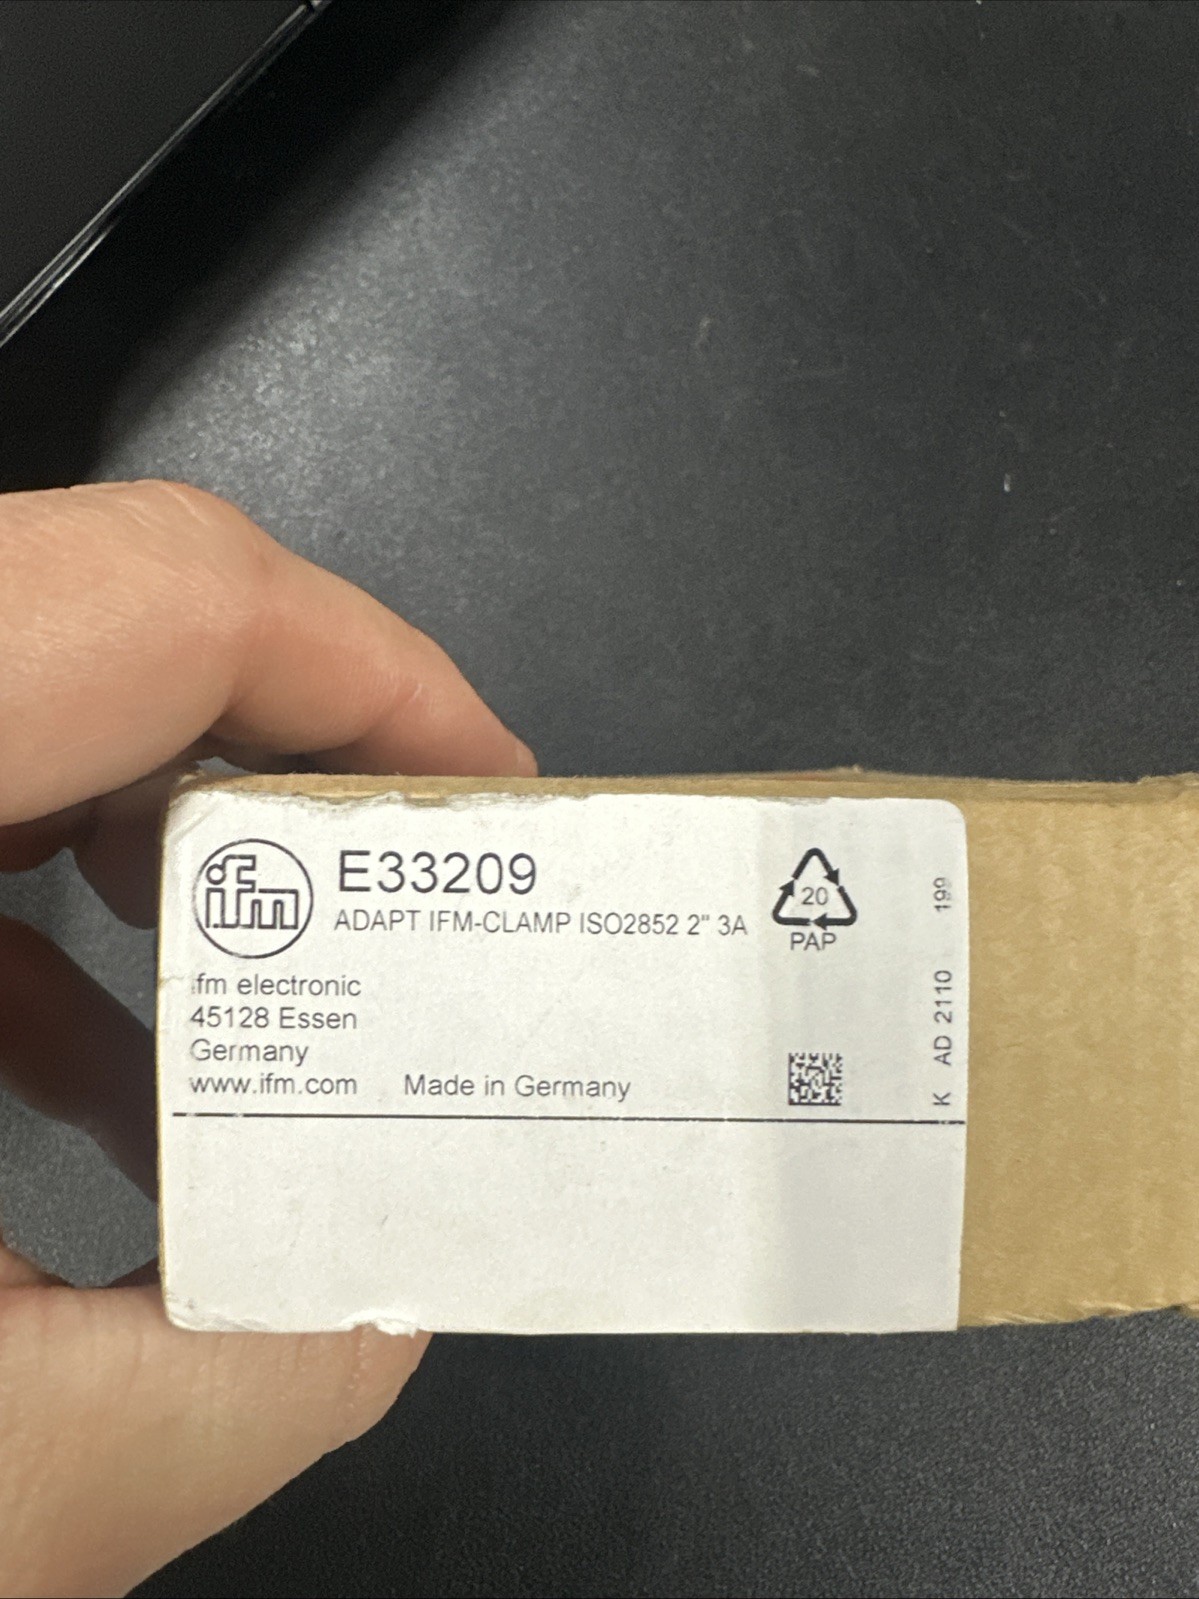 ifm
E33209
ADAPT IFM-CLAMP ISO2852 2" 3A
20
PAP
ifm electronic
45128 Essen
Germany
www.ifm.com Made in Germany
K AD 2110 199